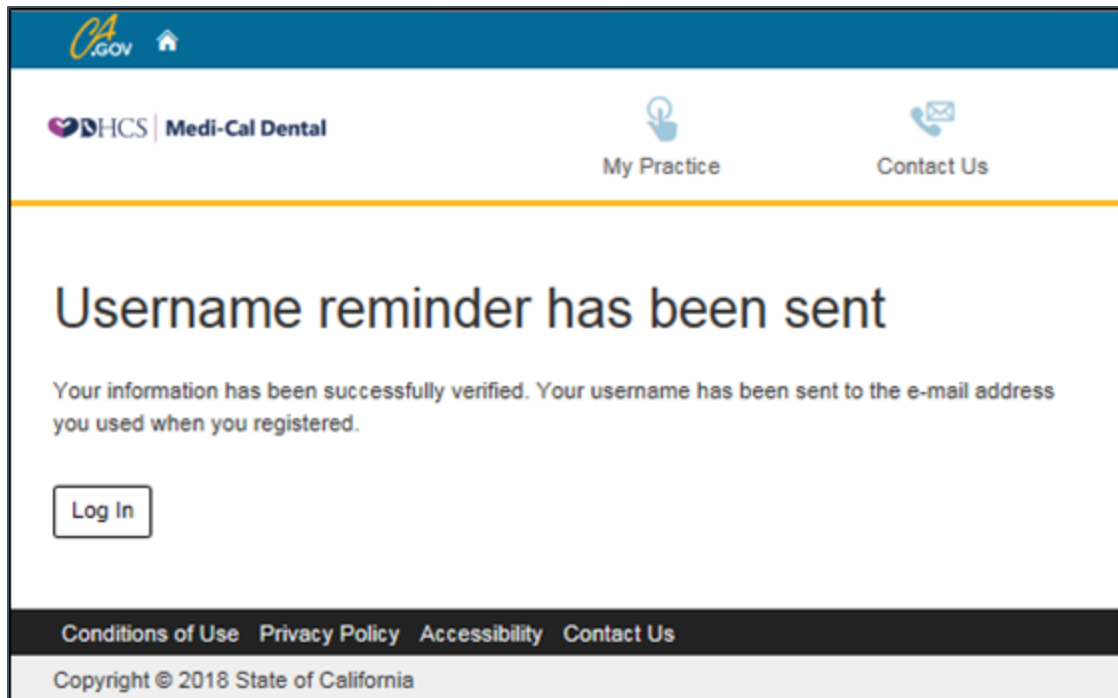 CA.GOV
DHCS | Medi-Cal Dental
My Practice
Contact Us
Username reminder has been sent
Your information has been successfully verified. Your username has been sent to the e-mail address
you used when you registered.
Log In
Conditions of Use Privacy Policy Accessibility Contact Us
Copyright © 2018 State of California